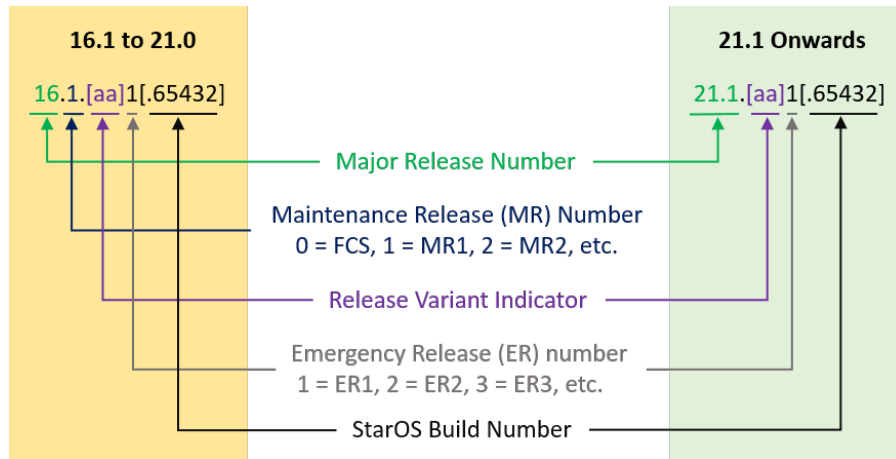 16.1 to 21.0
21.1 Onwards
16.1.[aa]1[.65432]
21.1.[aa]1[.65432]
Major Release Number
Maintenance Release (MR) Number
0 = FCS, 1 = MR1, 2 = MR2, etc.
Release Variant Indicator
Emergency Release (ER) number
1 = ER1, 2 = ER2, 3 = ER3, etc.
StarOS Build Number